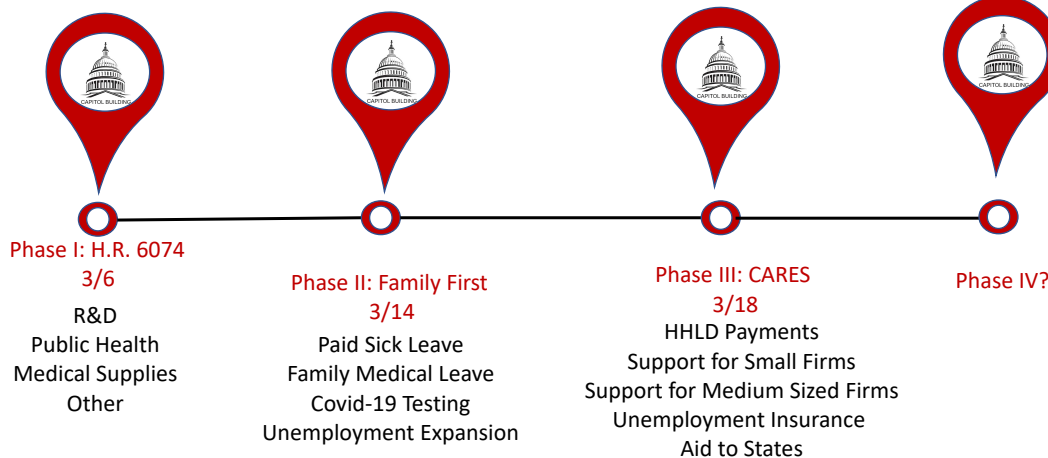 CAPITOL BUILDING
CAPITOL BUILDING
CAPITOL BUILDING
CAPITOL BUILDING
Phase I: H.R. 6074
3/6
R&D
Public Health
Medical Supplies
Other
Phase II: Family First
3/14
Paid Sick Leave
Family Medical Leave
Covid-19 Testing
Unemployment Expansion
Phase III: CARES
3/18
HHLD Payments
Support for Small Firms
Support for Medium Sized Firms
Unemployment Insurance
Aid to States
Phase IV?